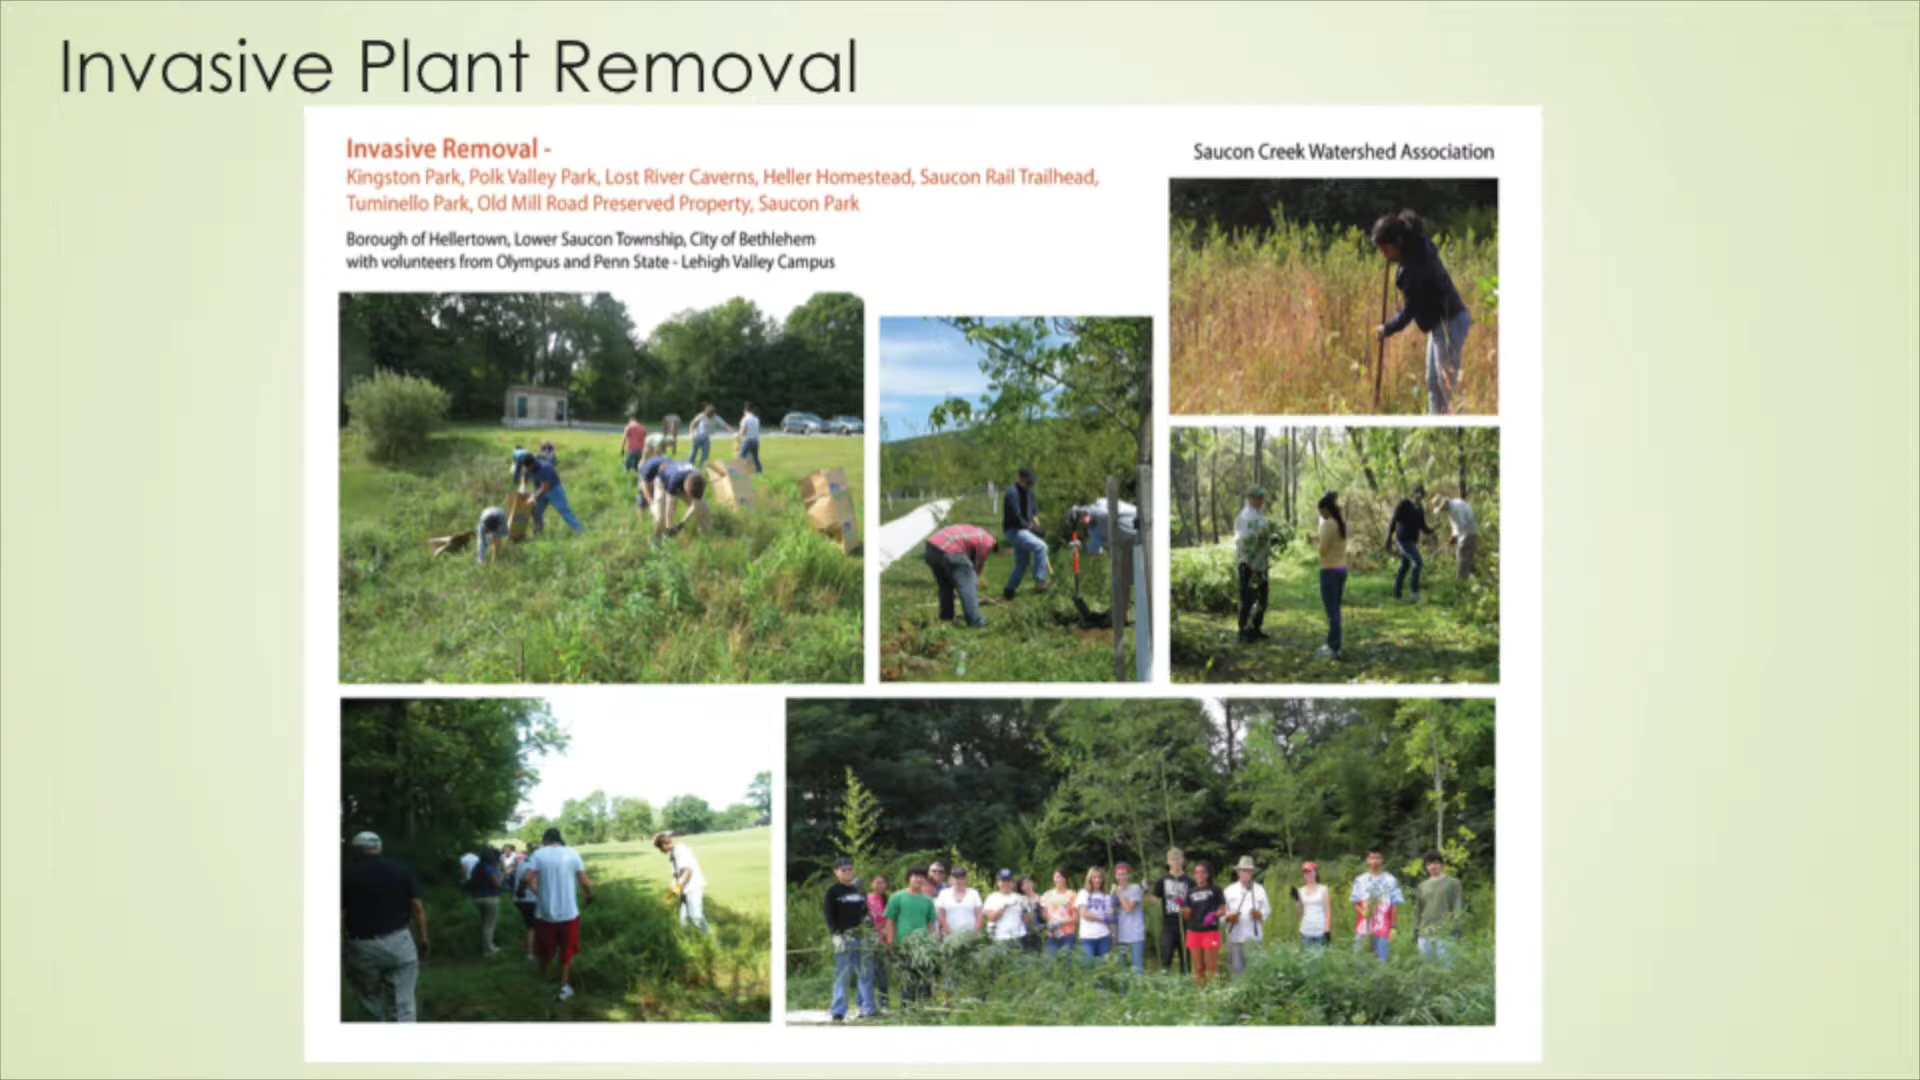 Invasive Plant Removal
Invasive Removal -
Saucon Creek Watershed Association
Kingston Park, Polk Valley Park, Lost River Caverns, Heller Homestead, Saucon Rail Trailhead,
Tuminello Park, Old Mill Road Preserved Property, Saucon Park
Borough of Hellertown, Lower Saucon Township, City of Bethlehem
with volunteers from Olympus and Penn State - Lehigh Valley Campus